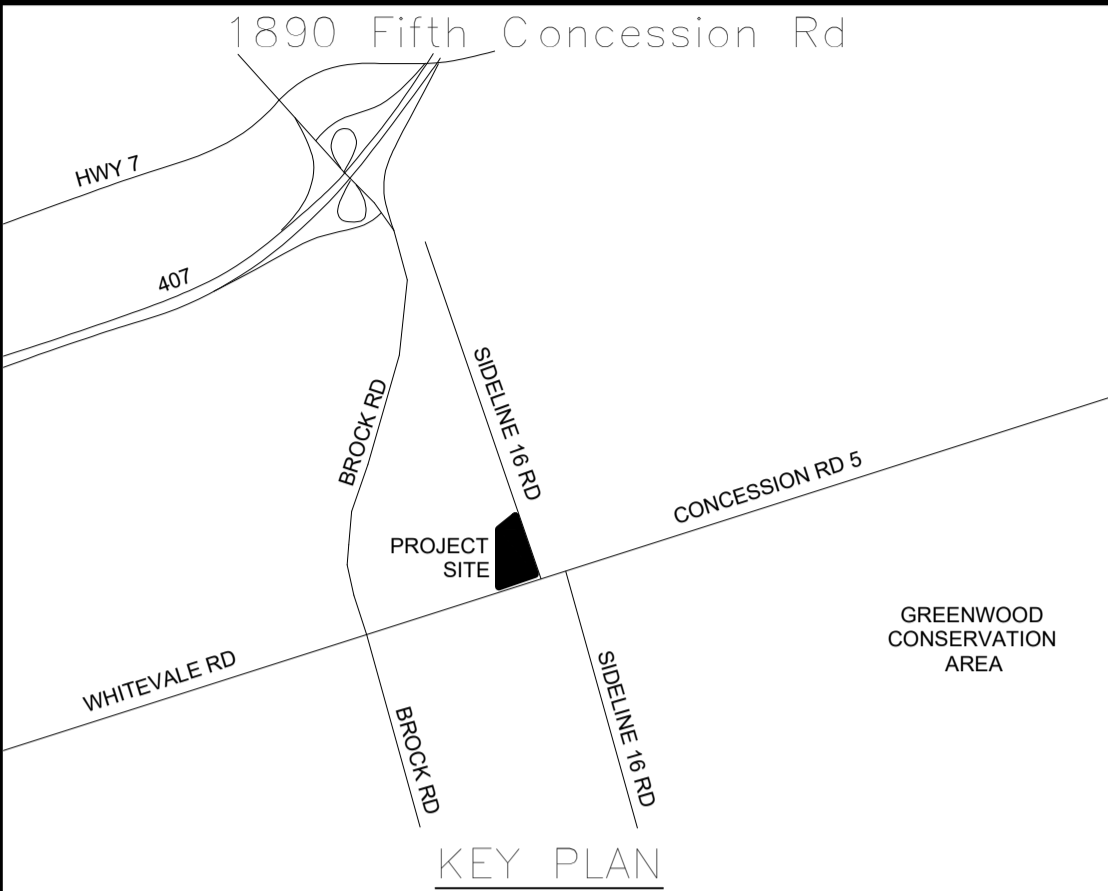 1890 Fifth Concession Rd
HWY 7
407
SIDELINE 16 RD
BROCK RD
CONCESSION RD 5
PROJECT
SITE
GREENWOOD
CONSERVATION
AREA
WHITEVALE RD
SIDELINE 16 RD
BROCK RD
KEY PLAN